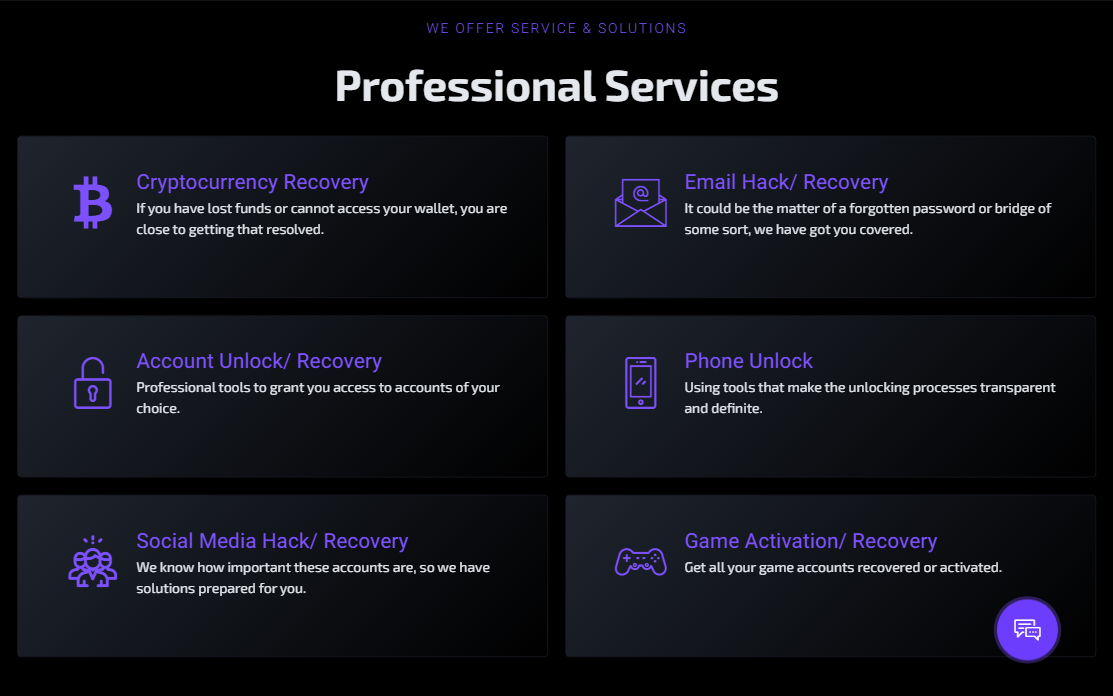 WE OFFER SERVICE & SOLUTIONS
Professional Services
Cryptocurrency Recovery
If you have lost funds or cannot access your wallet, you are
close to getting that resolved.
Email Hack/ Recovery
It could be the matter of a forgotten password or bridge of
some sort, we have got you covered.
Account Unlock/ Recovery
Professional tools to grant you access to accounts of your
choice.
Phone Unlock
Using tools that make the unlocking processes transparent
and definite.
Social Media Hack/ Recovery
We know how important these accounts are, so we have
solutions prepared for you.
Game Activation/ Recovery
Get all your game accounts recovered or activated.